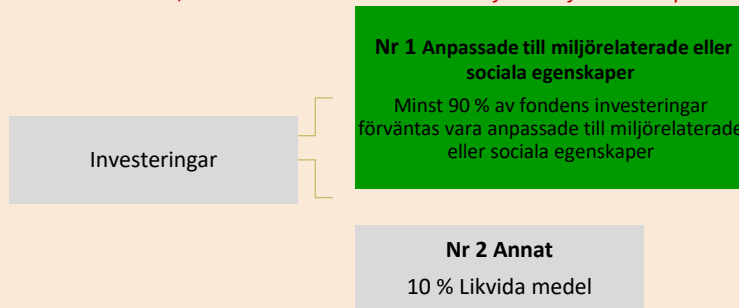 Nr 1 Anpassade till miljörelaterade eller
sociala egenskaper
Minst 90 % av fondens investeringar
förväntas vara anpassade till miljörelaterade
eller sociala egenskaper
Investeringar
Nr 2 Annat
10 % Likvida medel